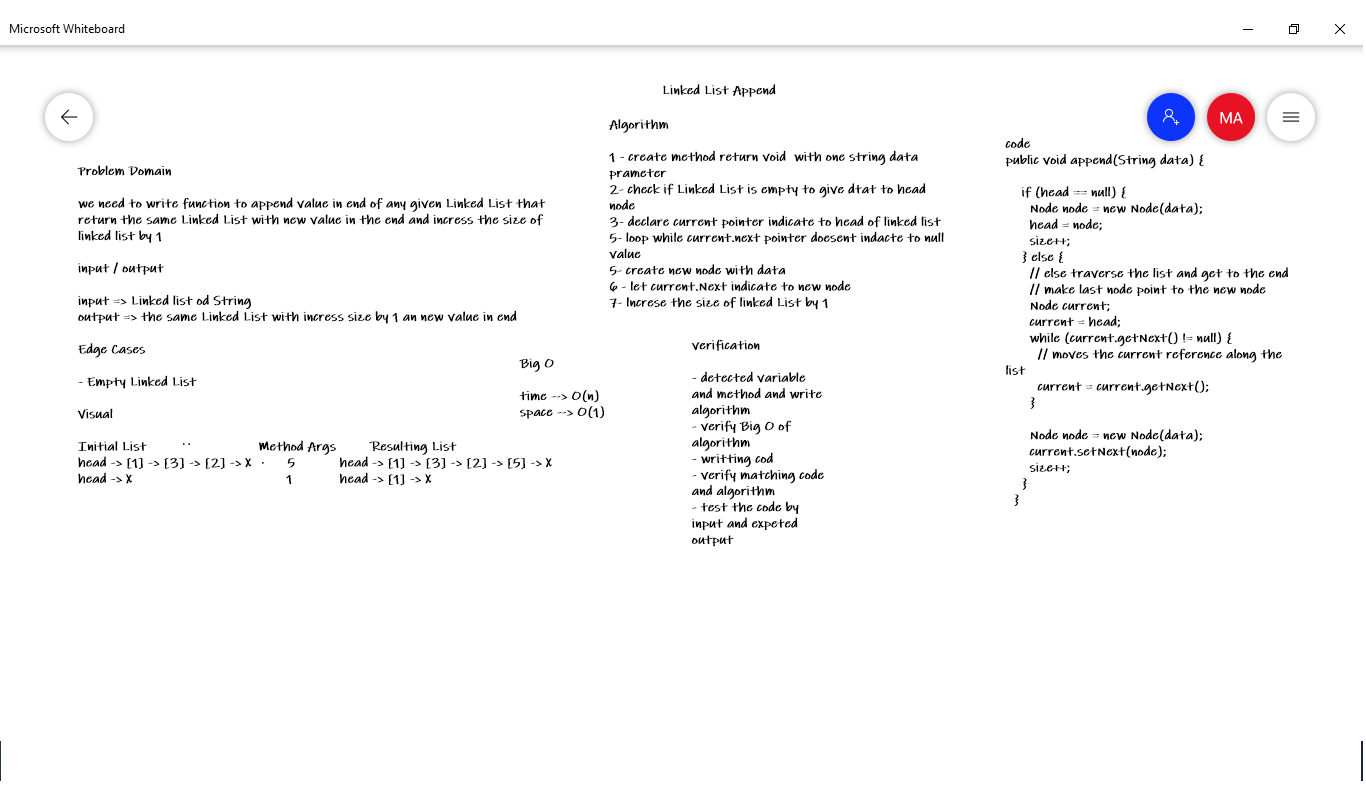 Microsoft Whiteboard
Linked List Append
MA
Problem Domain
we need to write function to append value in end of any given Linked List that
return the same Linked List with new value in the end and incress the size of
linked list by 1
input / output
input => Linked list od String
output => the same Linked List with incress size by 1 an new value in end
Edge Cases
- Empty Linked List
Visual
Initial List Method Args Resulting List
head -> [1] -> [3] -> [2] -> X 5 head -> [1] -> [3] -> [2] -> [5] -> X
head -> X 1 head -> [1] -> X
Big O
time --> O(n)
space --> O(1)
Algorithm
1 - create method return void with one string data
prameter
2- check if Linked List is empty to give dtat to head
node
3- declare current pointer indicate to head of linked list
5- loop while current.next pointer doesent indacte to null
value
5- create new node with data
6 - let current.Next indicate to new node
7- Increse the size of linked List by 1
verification
- detected variable
and method and write
algorithm
- verify Big O of
algorithm
- writting cod
- verify matching code
and algorithm
- test the code by
input and expeted
output
code
public void append(String data) {
if (head == null) {
Node node = new Node(data);
head = node;
size++;
} else {
// else traverse the list and get to the end
// make last node point to the new node
Node current;
current = head;
while (current.getNext() != null) {
// moves the current reference along the
list
current = current.getNext();
}
Node node = new Node(data);
current.setNext(node);
size++;
}
}